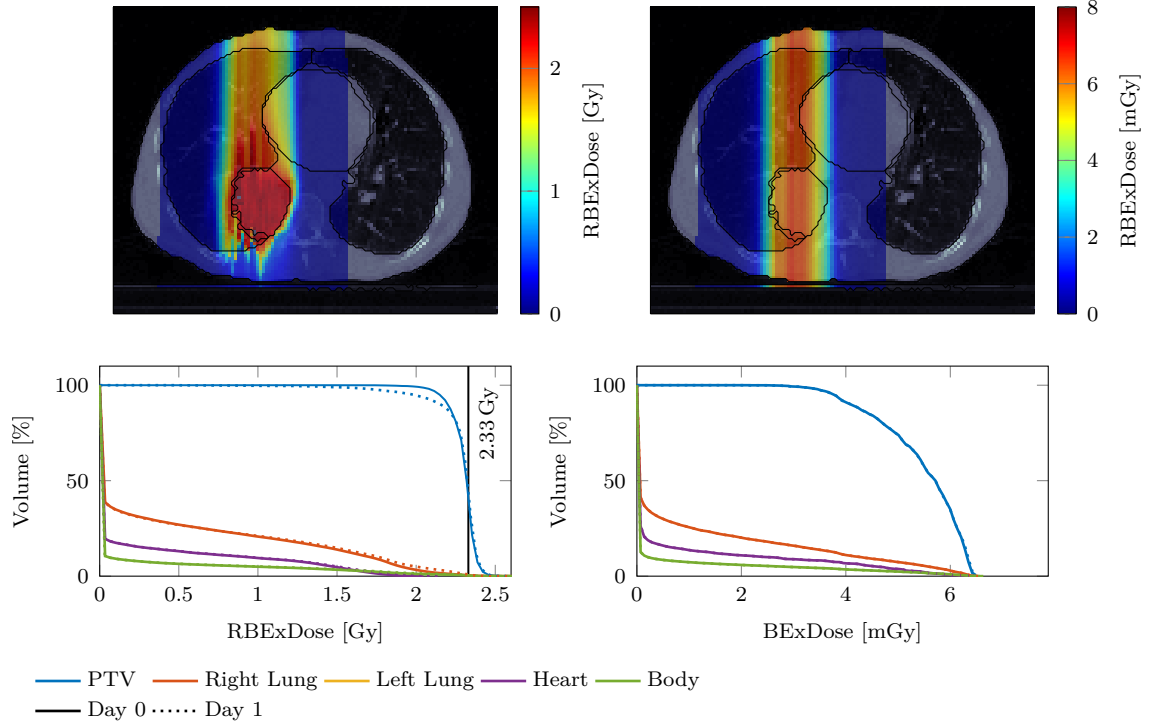 2
1
0
RBExDose [Gy]
8
6
4
2
0
RBExDose [mGy]
100
50
0
Volume [%]
2.33 Gy
0 0.5 1 1.5 2 2.5
RBExDose [Gy]
100
50
0
Volume [%]
0 2 4 6
BExDose [mGy]
PTV Right Lung Left Lung Heart Body
Day 0 Day 1